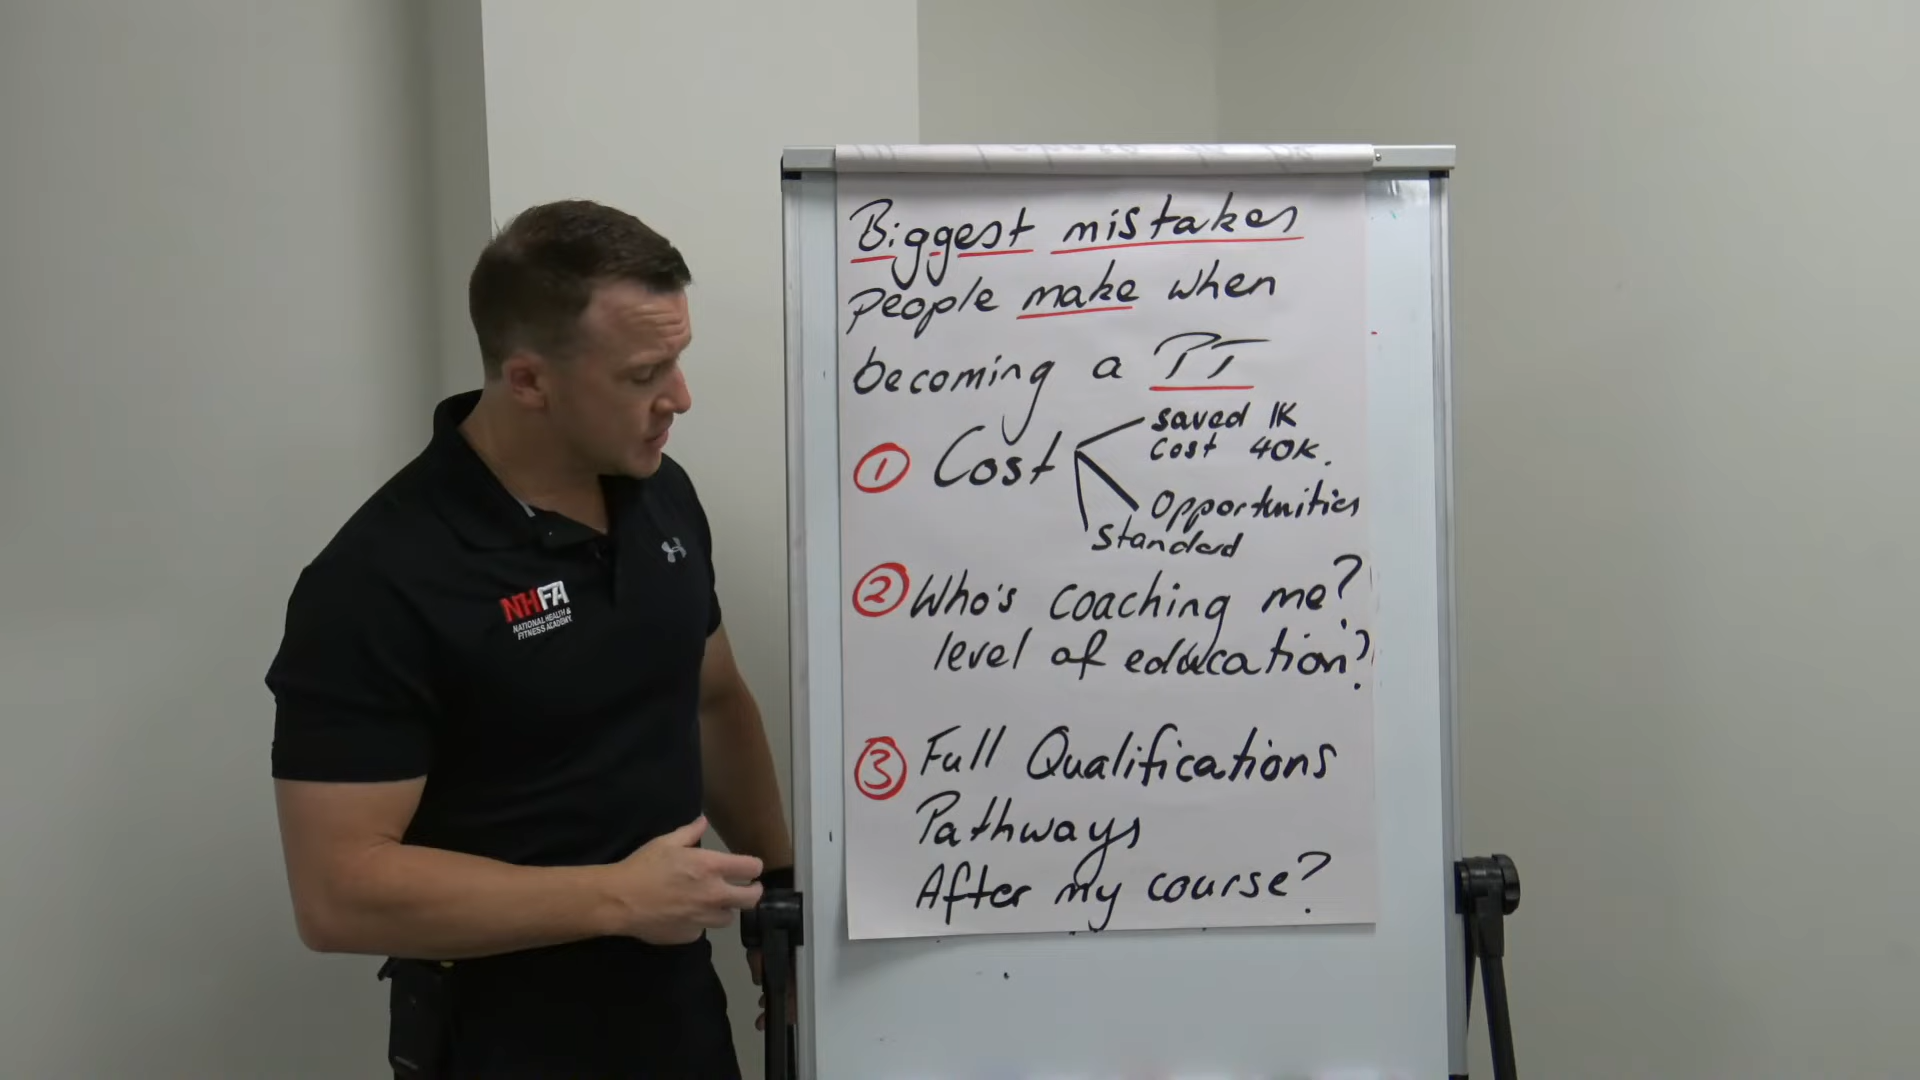 Biggest mistakes
People make when
becoming a PT
① Cost
saved 1K
cost 40K.
Opportunities
Standard
② Who's coaching me?
level of education?
③ Full Qualifications
Pathways
After my course?
NHFA
NATIONAL HEALTH &
FITNESS ACADEMY